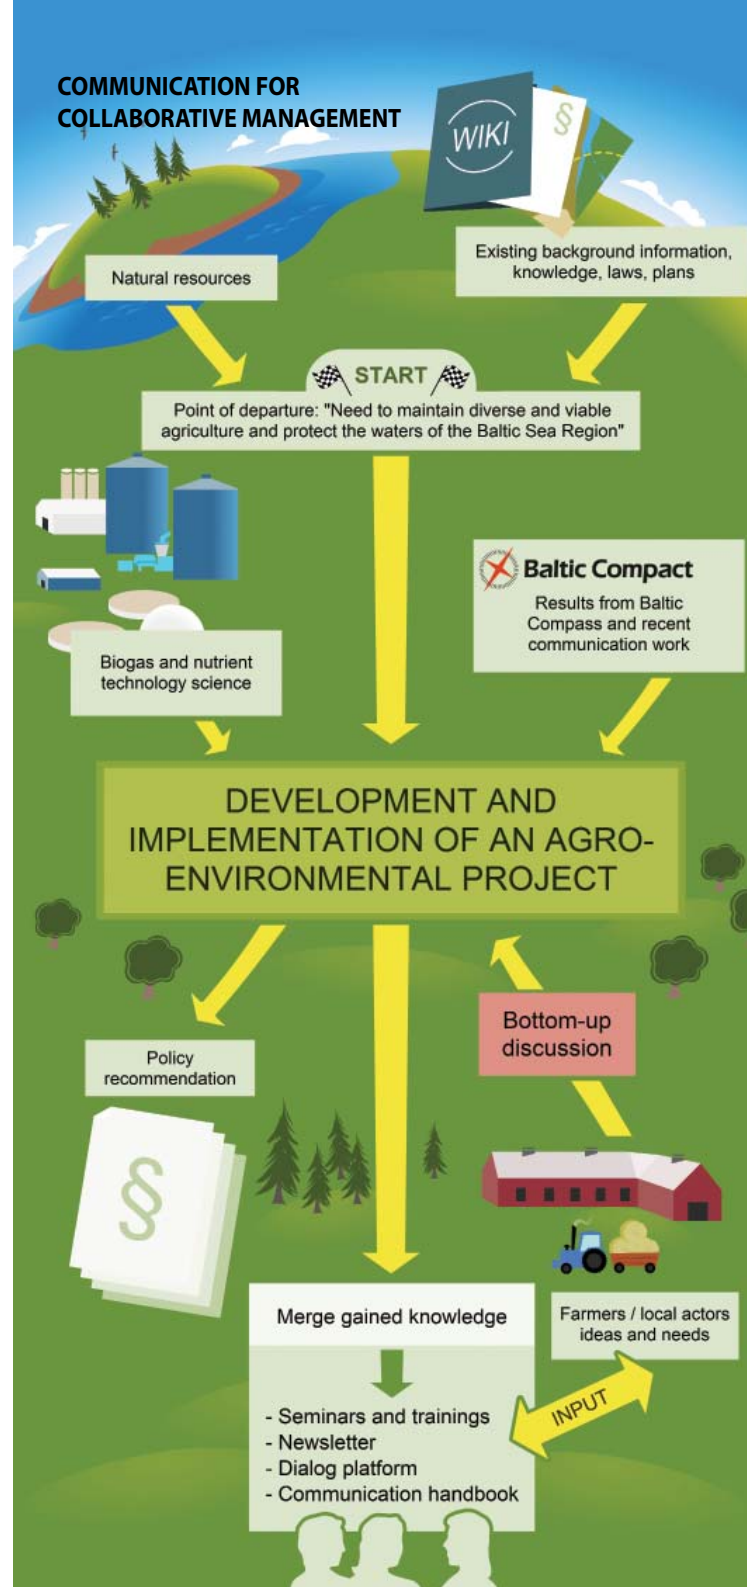 COMMUNICATION FOR
COLLABORATIVE MANAGEMENT
WIKI
§
Existing background information,
knowledge, laws, plans
Natural resources
START
Point of departure: "Need to maintain diverse and viable
agriculture and protect the waters of the Baltic Sea Region"
Baltic Compact
Results from Baltic
Compass and recent
communication work
Biogas and nutrient
technology science
DEVELOPMENT AND
IMPLEMENTATION OF AN AGRO-
ENVIRONMENTAL PROJECT
Bottom-up
discussion
Policy
recommendation
§
Merge gained knowledge
Farmers / local actors
ideas and needs
INPUT
- Seminars and trainings
- Newsletter
- Dialog platform
- Communication handbook